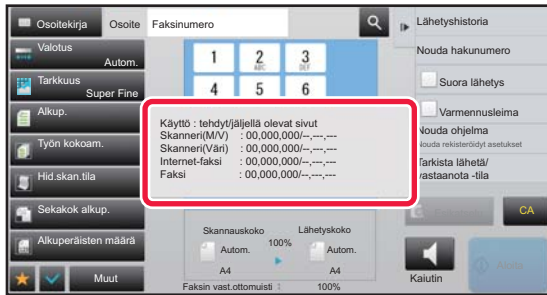 Osoitekirja
Osoite
Faksinumero
Lähetyshistoria
Valotus
Autom.
1
2
ABC
3
DEF
Nouda hakunumero
Tarkkuus
Super Fine
4
5
6
Suora lähetys
Alkup.
Varmennusleima
Käyttö : tehdyt/jäljellä olevat sivut
Skanneri(M/V) : 00,000,000/--,---,---
Skanneri(Väri) : 00,000,000/--,---,---
Internet-faksi : 00,000,000/--,---,---
Faksi : 00,000,000/--,---,---
Nouda ohjelma
Nouda rekisteröidyt asetukset
Työn kokoam.
Tarkista lähetä/
vastaanota -tila
Hid.skan.tila
Sekakok alkup.
CA
Skannauskoko
Lähetyskoko
Alkuperäisten määrä
Autom.
100%
Autom.
A4
A4
Muut
Faksin vast.ottomuisti :
100%
Kaiutin